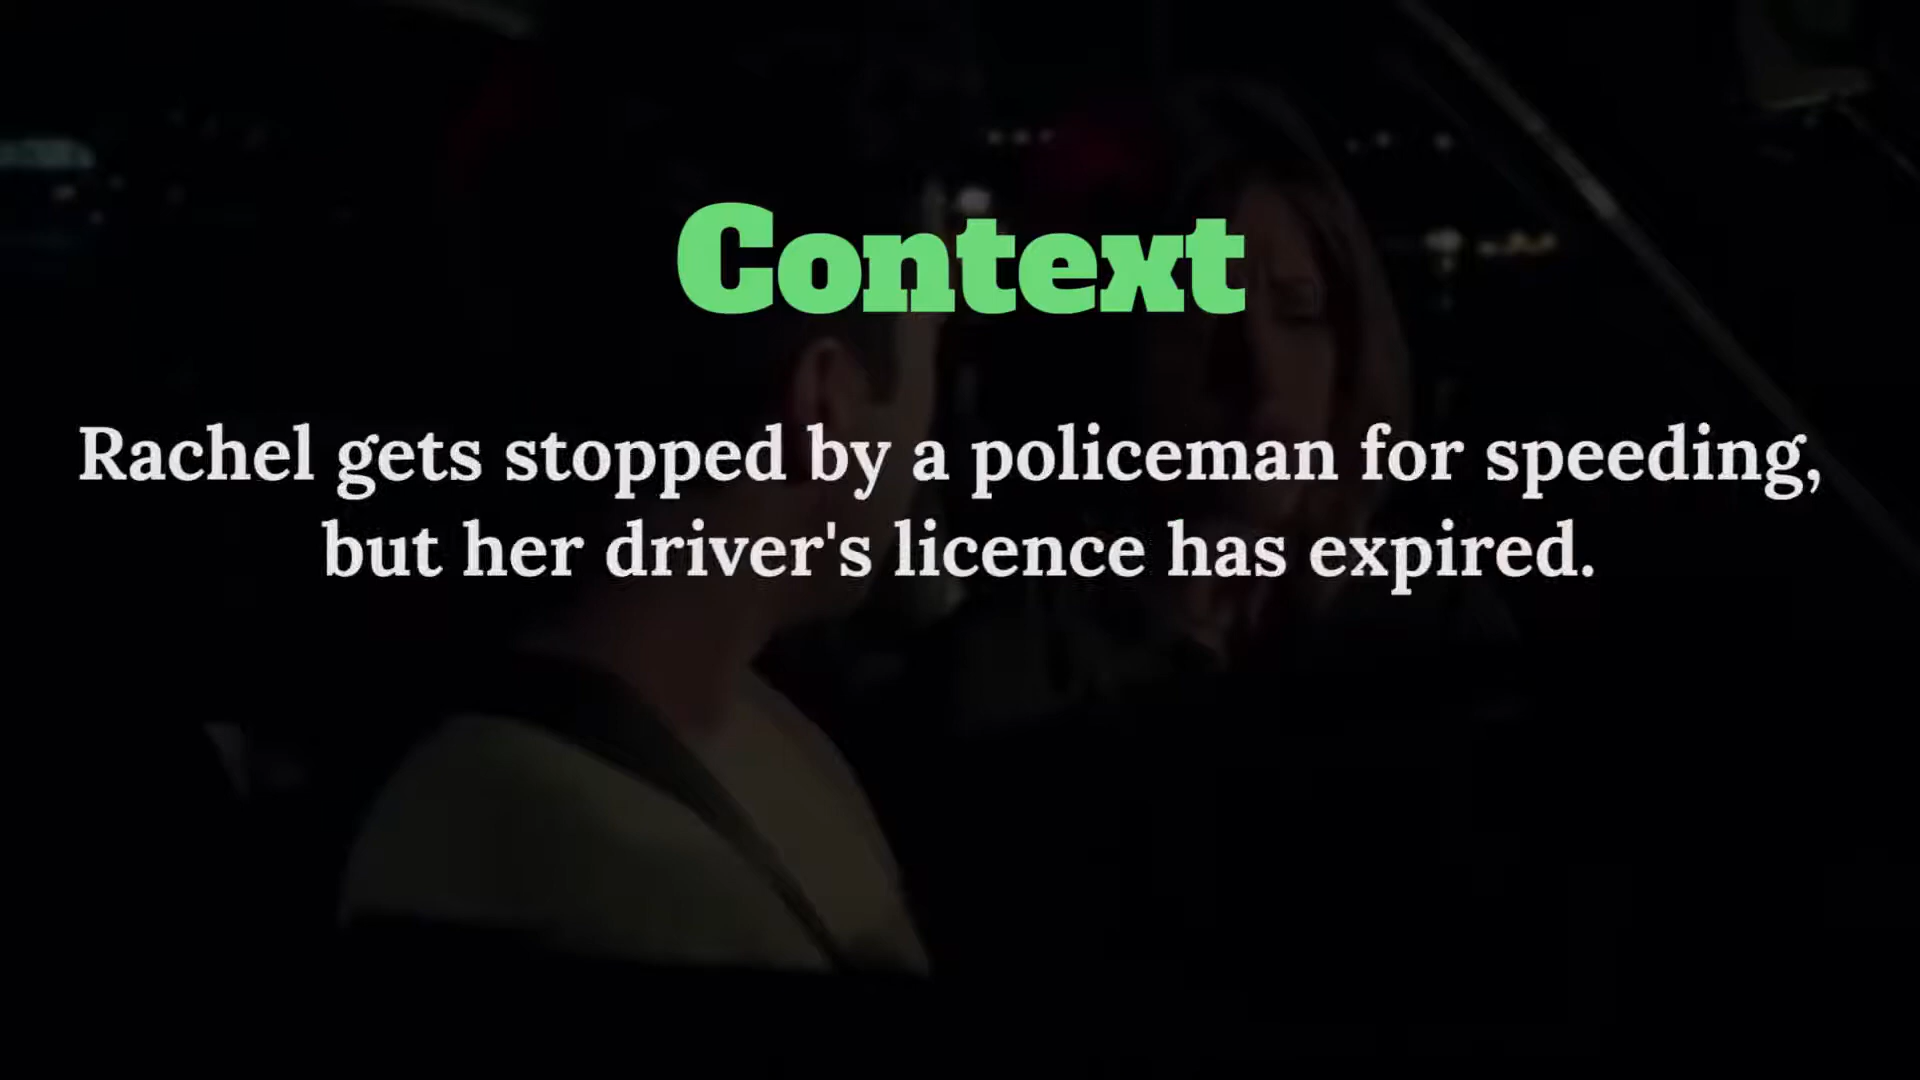 Context
Rachel gets stopped by a policeman for speeding,
but her driver's licence has expired.